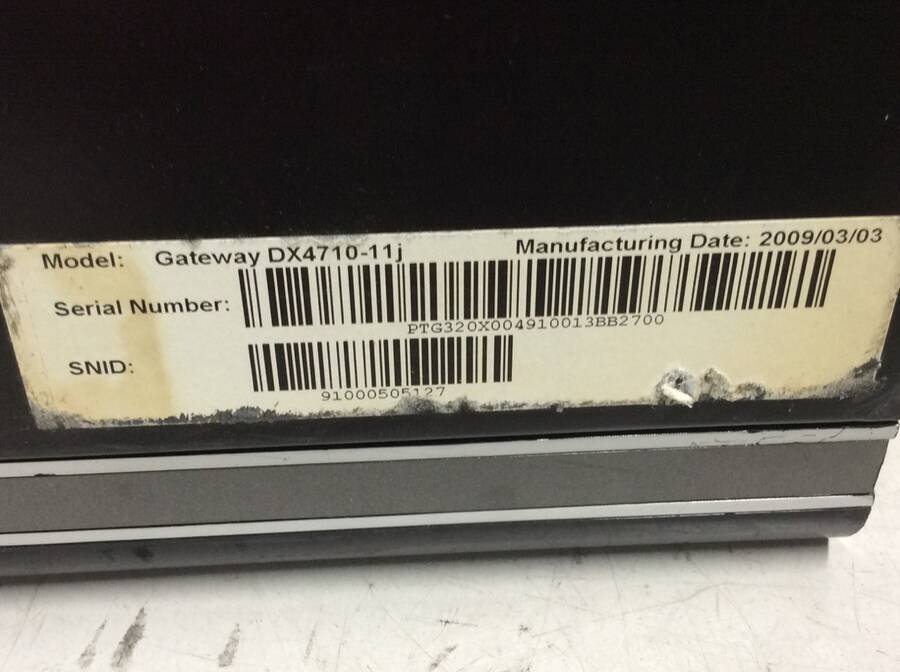 Model: Gateway DX4710-11j Manufacturing Date: 2009/03/03
Serial Number:
PTG320X004910013BB2700
SNID:
91000505127